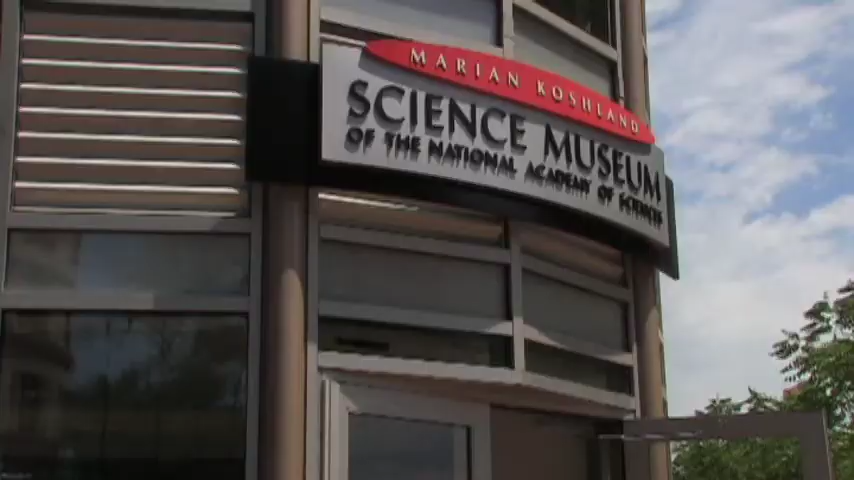 MARIAN KOSHLAND
SCIENCE MUSEUM
OF THE NATIONAL ACADEMY OF SCIENCES